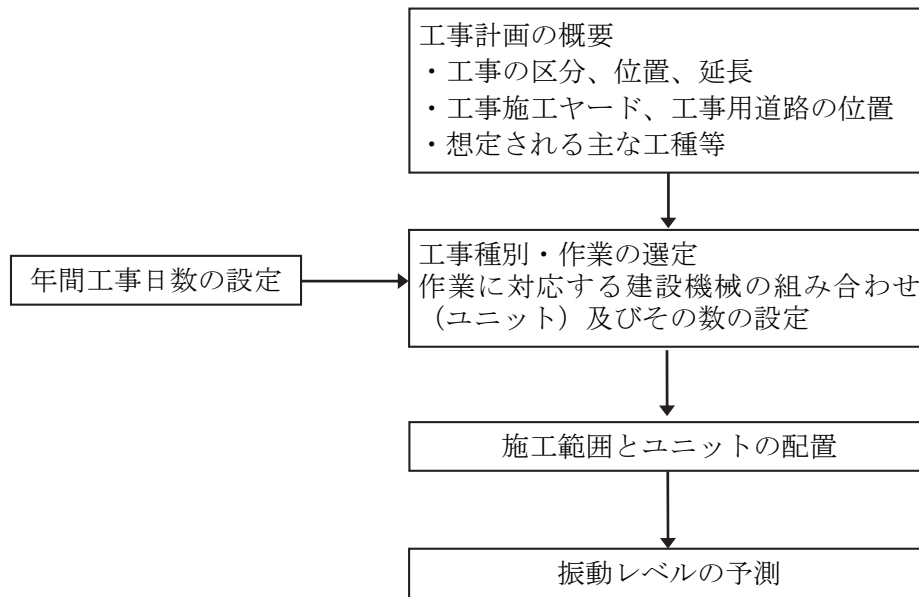 工事計画の概要
・工事の区分、位置、延長
・工事施工ヤード、工事用道路の位置
・想定される主な工種等
年間工事日数の設定
工事種別・作業の選定
作業に対応する建設機械の組み合わせ
（ユニット）及びその数の設定
施工範囲とユニットの配置
振動レベルの予測